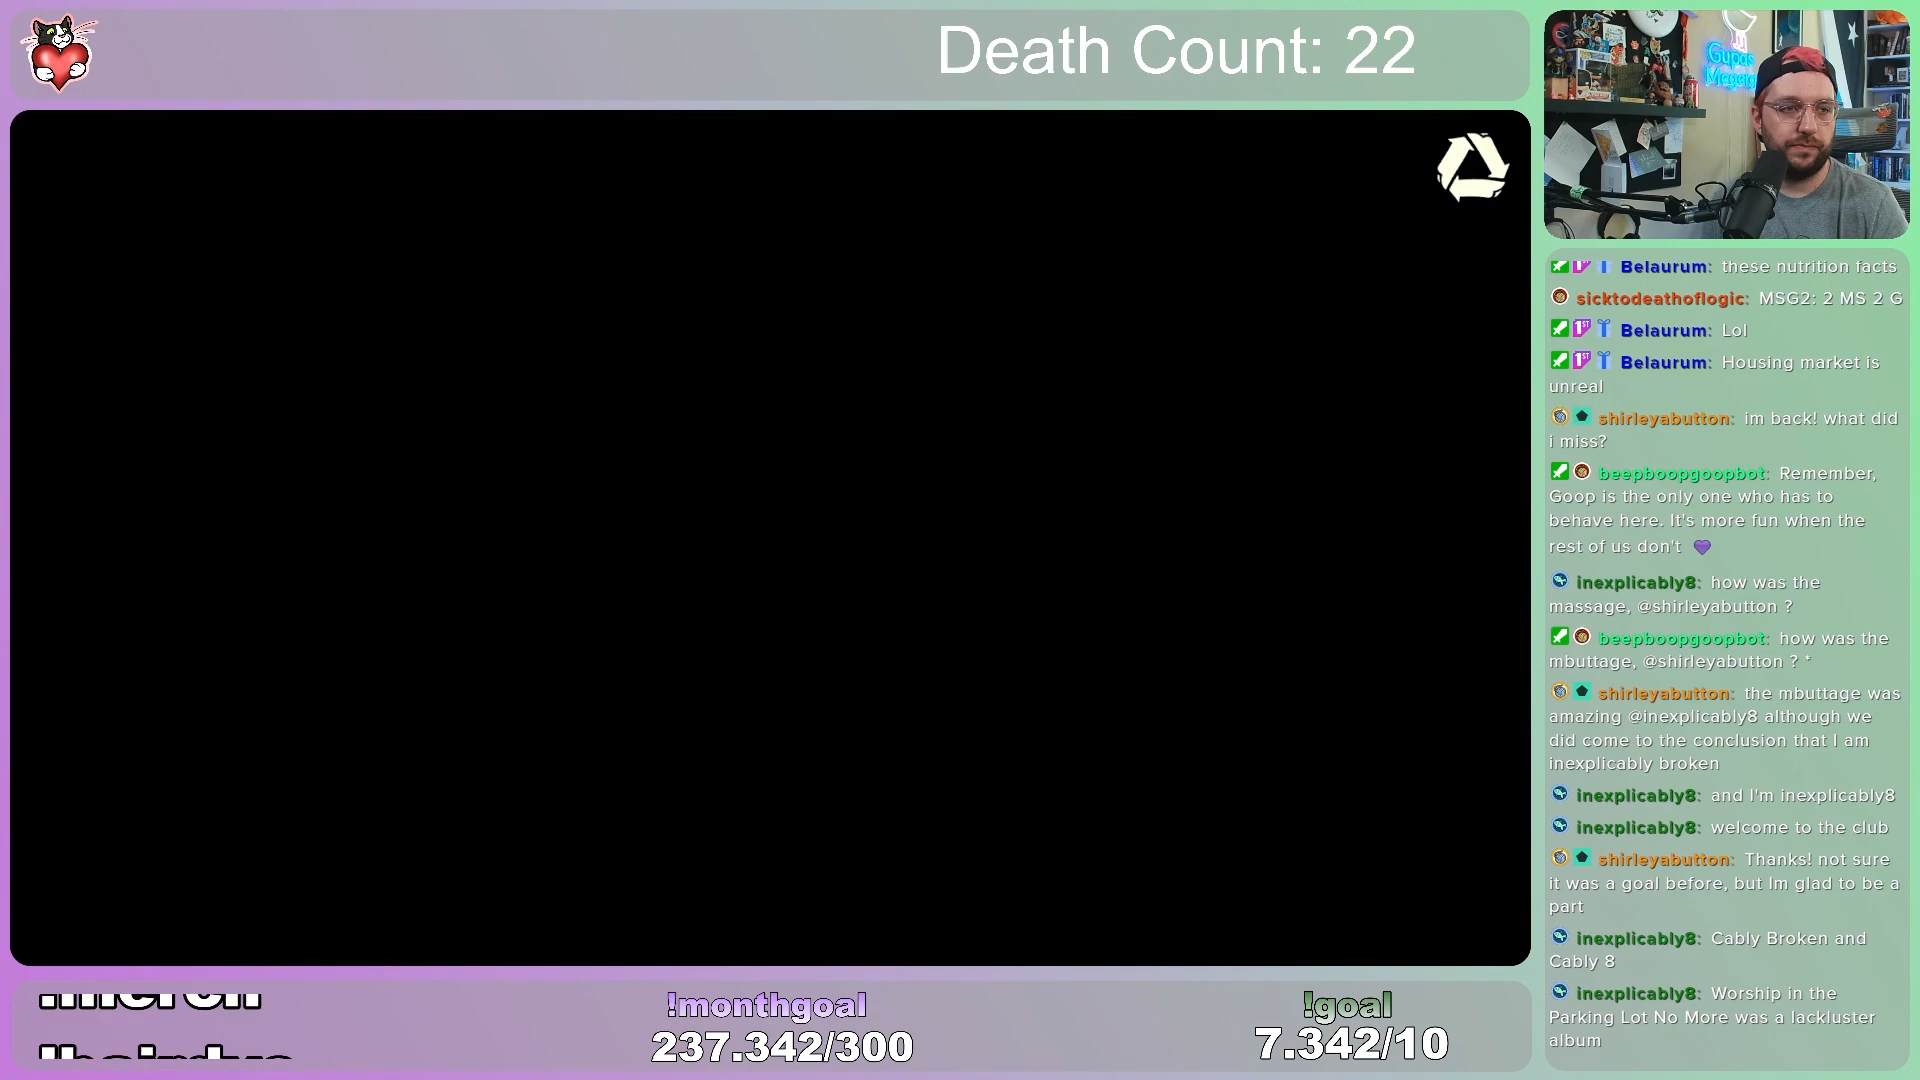 Death Count: 22
Belaurum: these nutrition facts
sicktodeathoflogic: MSG2: 2 MS 2 G
1ST Belaurum: Lol
1ST Belaurum: Housing market is
unreal
shirleyabutton: im back! what did
i miss?
beepboopgoopbot: Remember,
Goop is the only one who has to
behave here. It's more fun when the
rest of us don't 💜
inexplicably8: how was the
massage, @shirleyabutton ?
beepboopgoopbot: how was the
mbuttage, @shirleyabutton ? *
shirleyabutton: the mbuttage was
amazing @inexplicably8 although we
did come to the conclusion that I am
inexplicably broken
inexplicably8: and I'm inexplicably8
inexplicably8: welcome to the club
shirleyabutton: Thanks! not sure
it was a goal before, but Im glad to be a
part
inexplicably8: Cably Broken and
Cably 8
inexplicably8: Worship in the
Parking Lot No More was a lackluster
album
!monthgoal
237.342/300
!goal
7.342/10